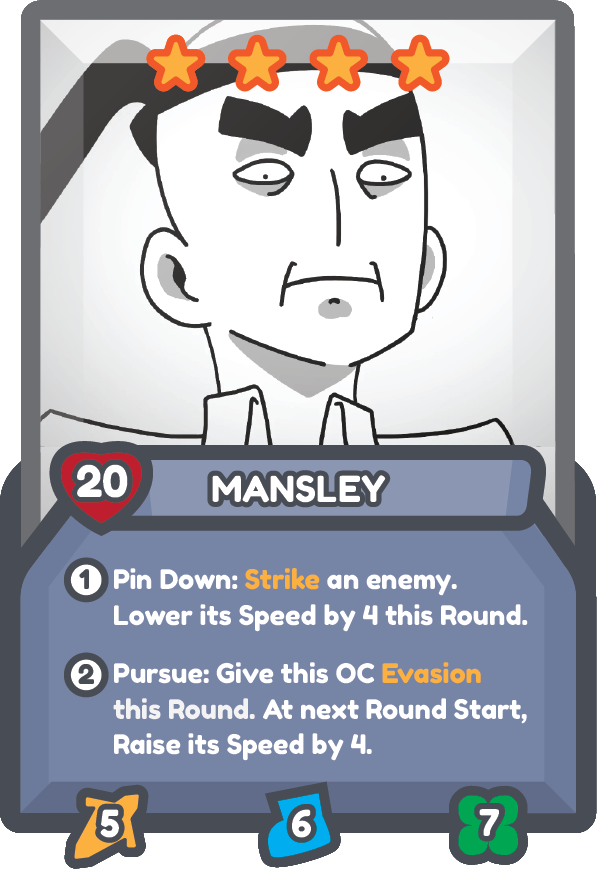 20
MANSLEY
1 Pin Down: Strike an enemy.
Lower its Speed by 4 this Round.
2 Pursue: Give this OC Evasion
this Round. At next Round Start,
Raise its Speed by 4.
5 6 7